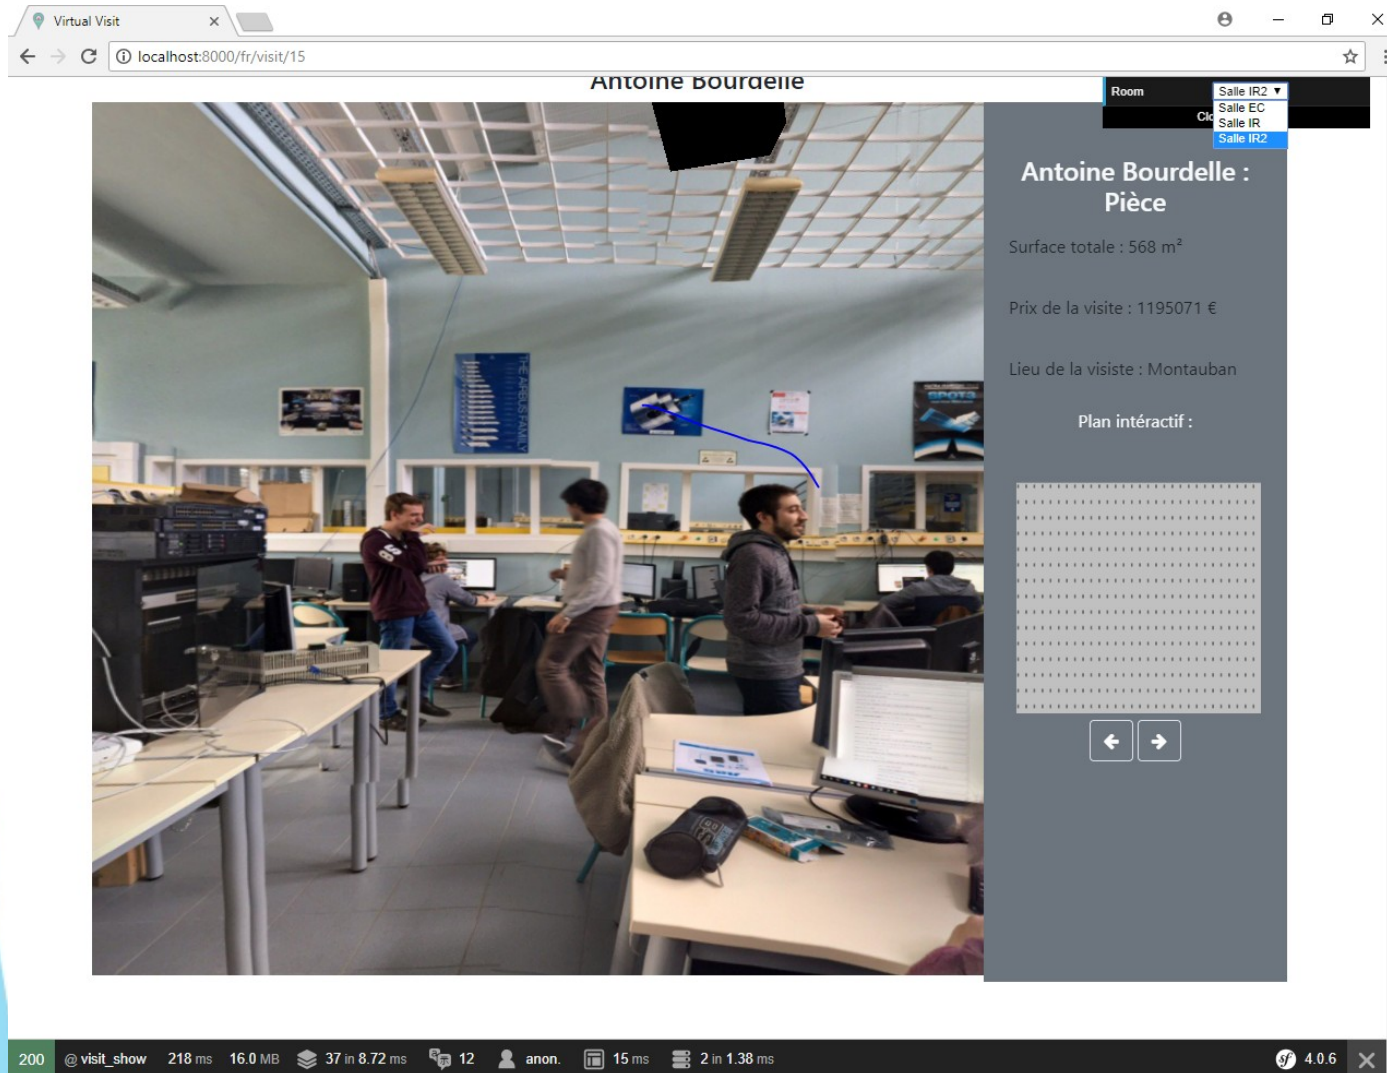 Virtual Visit
localhost:8000/fr/visit/15
Antoine Bourdelle
Room
Salle IR2
Clo
Salle EC
Salle IR
Salle IR2
THE AIRBUS FAMILY
SPOT3
Antoine Bourdelle :
Pièce
Surface totale : 568 m²
Prix de la visite : 1195071 €
Lieu de la visiste : Montauban
Plan intéractif :
200 @ visit_show 218 ms 16.0 MB 37 in 8.72 ms 12 anon. 15 ms 2 in 1.38 ms sf 4.0.6